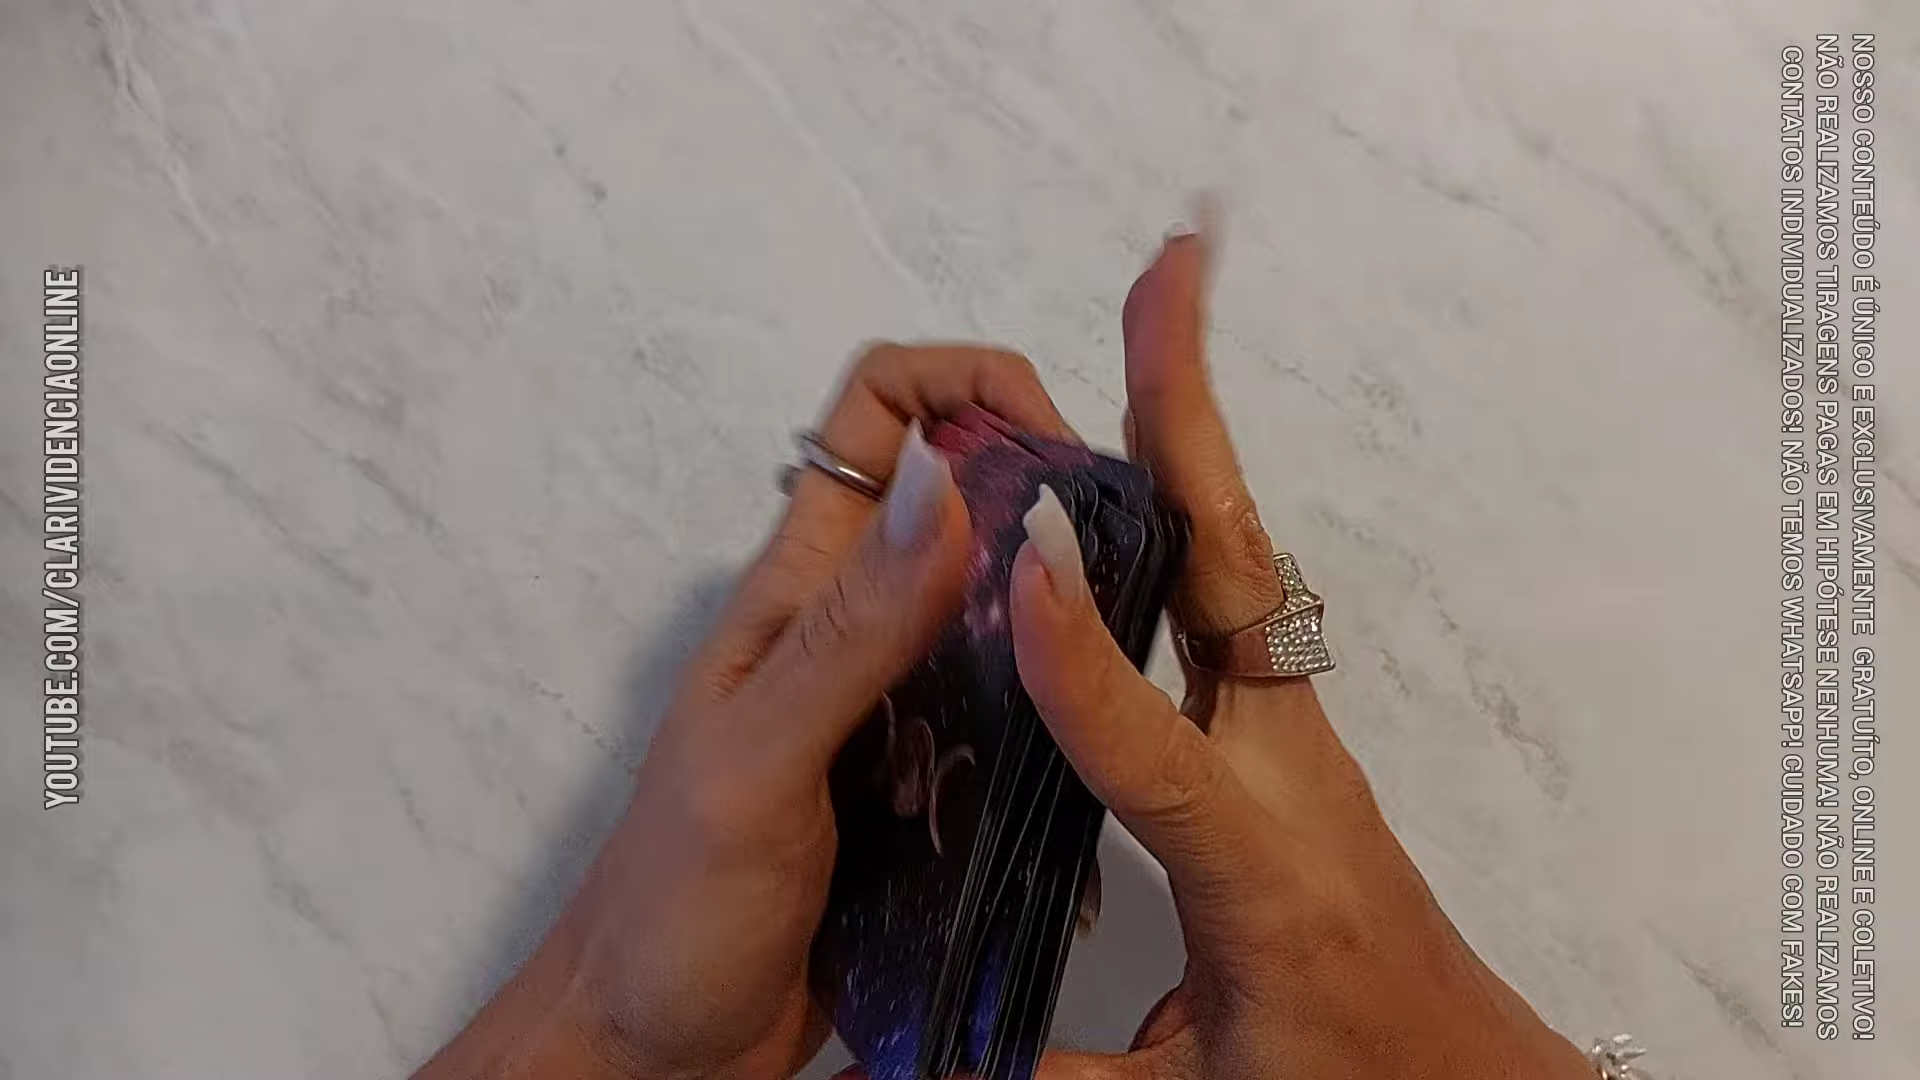 YOUTUBE.COM/CLARIVIDENCIAONLINE
NOSSO CONTEÚDO É ÚNICO E EXCLUSIVAMENTE GRATUÍTO, ONLINE E COLETIVO!
NÃO REALIZAMOS TIRAGENS PAGAS EM HIPÓTESE NENHUMA! NÃO REALIZAMOS
CONTATOS INDIVIDUALIZADOS! NÃO TEMOS WHATSAPP! CUIDADO COM FAKES!